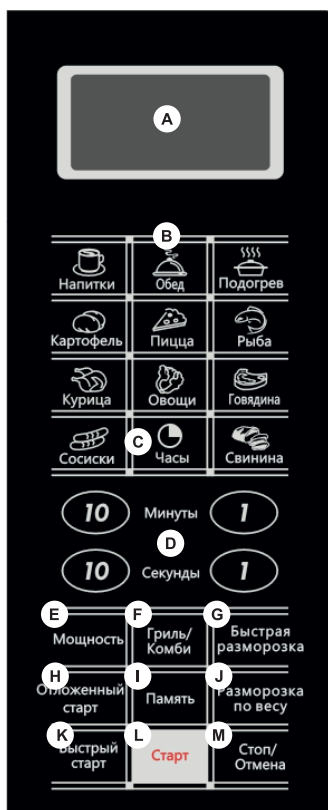 A
B
Напитки Обед Подогрев
Картофель Пицца Рыба
Курица Овощи Говядина
C
Сосиски Часы Свинина
10 Минуты 1
D
10 Секунды 1
E F G
Мощность Гриль/ Комби Быстрая разморозка
H I J
Отложенный старт Память Разморозка по весу
K L M
Быстрый старт Старт Стоп/ Отмена